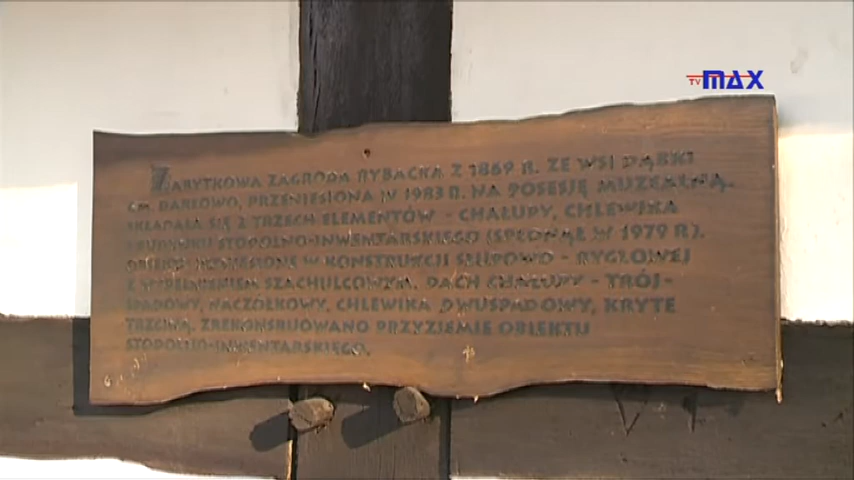 TV MAX
ZABYTKOWA ZAGRODA RYBACKA Z 1869 R. ZE WSI DĄBKI
GM. DARŁOWO, PRZENIESIONA W 1983 R. NA POSESJĘ MUZEALNĄ.
SKŁADAŁA SIĘ Z TRZECH ELEMENTÓW - CHAŁUPY, CHLEWIKA
I BUDYNKU STODOLNO-INWENTARSKIEGO (SPŁONĄŁ W 1979 R.).
OBIEKTY WZNIESIONE W KONSTRUKCJI SŁUPOWO - RYGLOWEJ
Z WYPEŁNIENIEM SZACHULCOWYM. DACH CHAŁUPY - TRÓJ-
SPADOWY, NACZÓŁKOWY, CHLEWIKA DWUSPADOWY, KRYTE
TRZCINĄ. ZREKONSTRUOWANO PRZYZIEMIE OBIEKTU
STODOLNO-INWENTARSKIEGO.